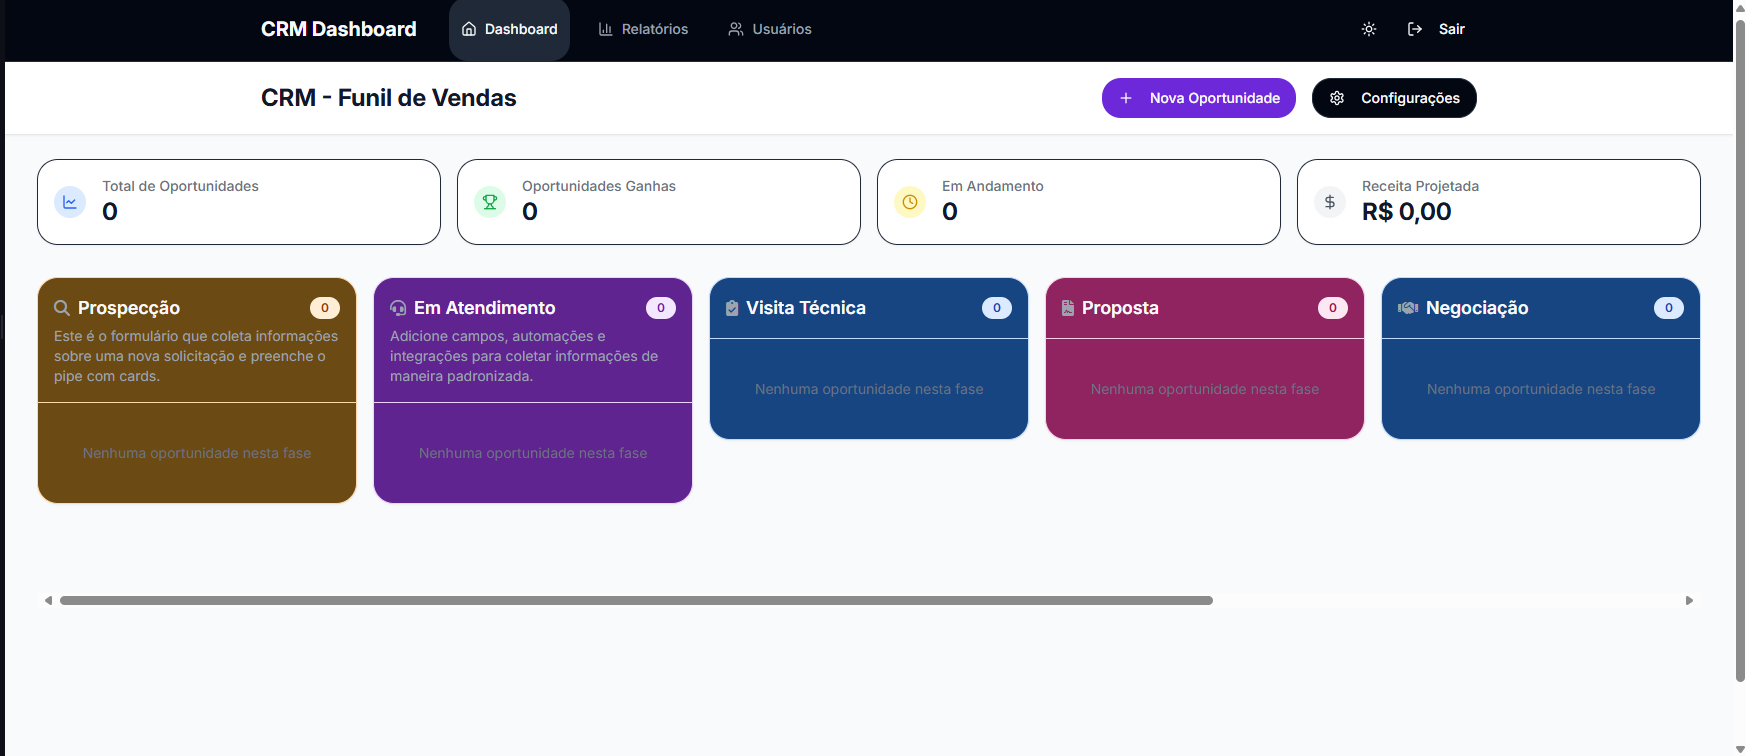 CRM Dashboard
Dashboard
Relatórios
Usuários
Sair
CRM - Funil de Vendas
Nova Oportunidade
Configurações
Total de Oportunidades
0
Oportunidades Ganhas
0
Em Andamento
0
Receita Projetada
R$ 0,00
Prospecção
0
Este é o formulário que coleta informações
sobre uma nova solicitação e preenche o
pipe com cards.
Nenhuma oportunidade nesta fase
Em Atendimento
0
Adicione campos, automações e
integrações para coletar informações de
maneira padronizada.
Nenhuma oportunidade nesta fase
Visita Técnica
0
Nenhuma oportunidade nesta fase
Proposta
0
Nenhuma oportunidade nesta fase
Negociação
0
Nenhuma oportunidade nesta fase